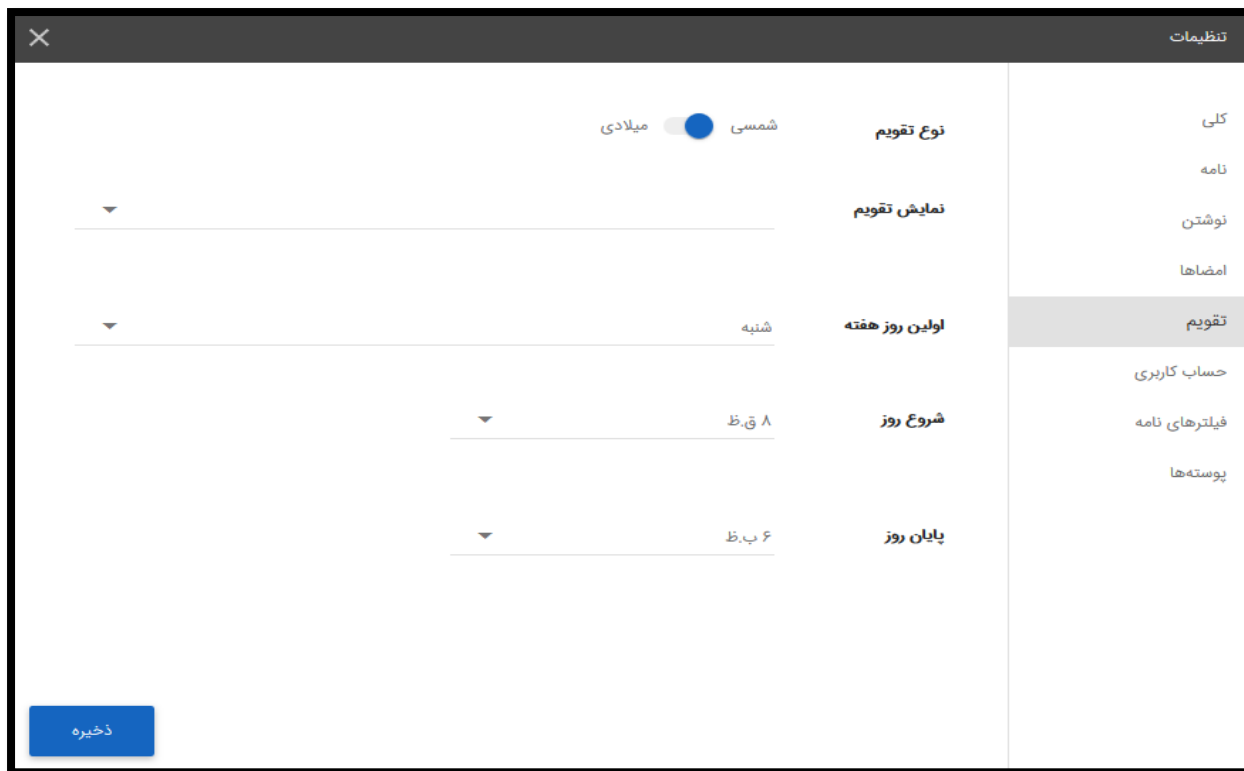 تنظیمات
کلی
نامه
نوشتن
امضاها
تقویم
حساب کاربری
فیلترهای نامه
پوسته‌ها
نوع تقویم شمسی میلادی
نمایش تقویم
اولین روز هفته شنبه
شروع روز ۸ ق.ظ
پایان روز ۶ ب.ظ
ذخیره